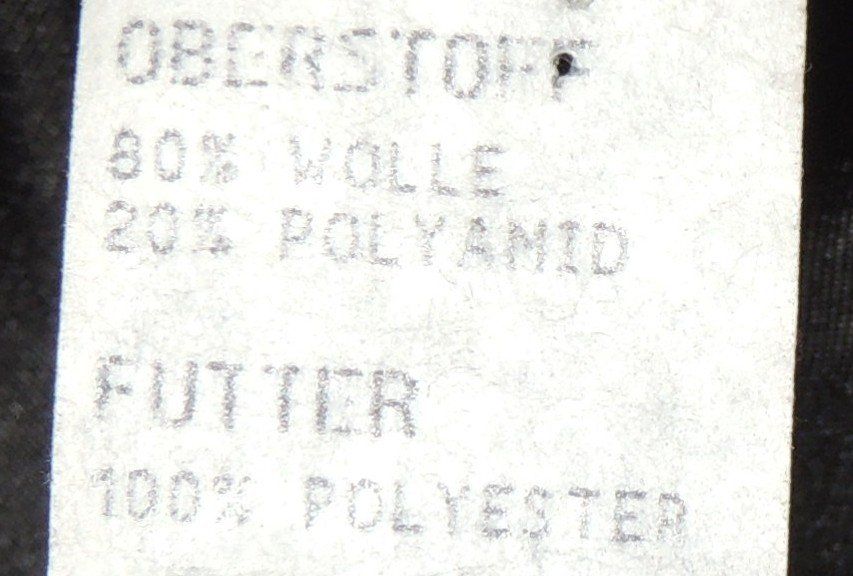 OBERSTOFF
80% WOLLE
20% POLYAMID
FUTTER
100% POLYESTER